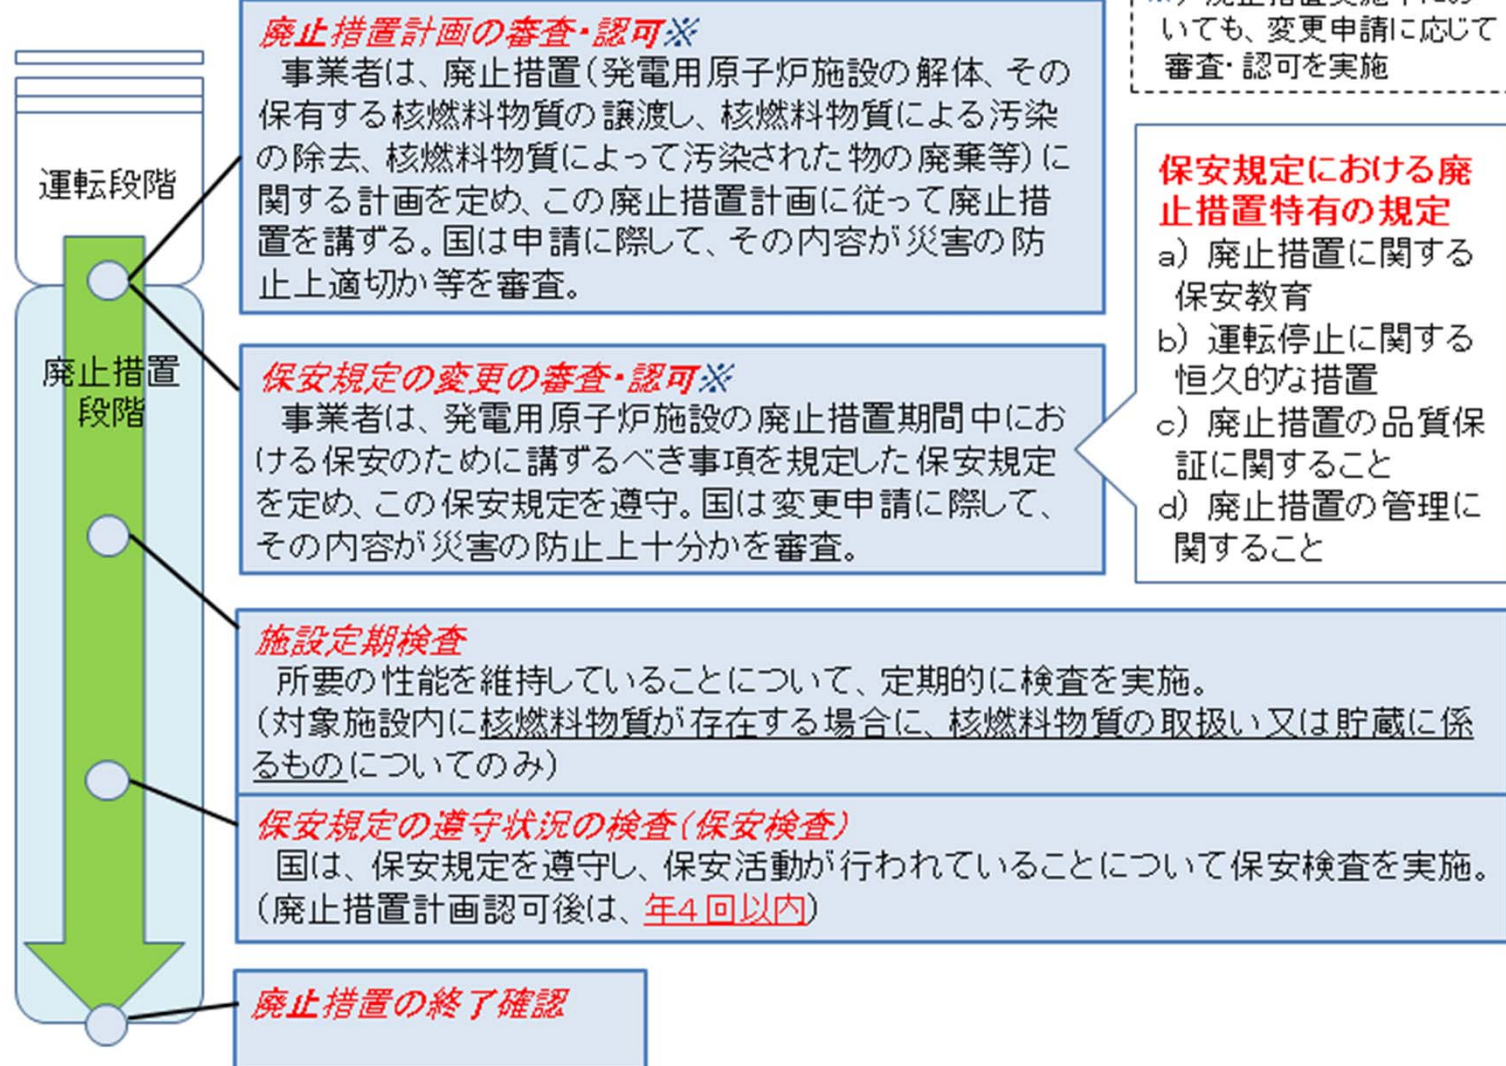 運転段階
廃止措置
段階
廃止措置計画の審査・認可※
事業者は、廃止措置(発電用原子炉施設の解体、その
保有する核燃料物質の譲渡し、核燃料物質による汚染
の除去、核燃料物質によって汚染された物の廃棄等)に
関する計画を定め、この廃止措置計画に従って廃止措
置を講ずる。国は申請に際して、その内容が災害の防
止上適切か等を審査。
いても、変更申請に応じて
審査・認可を実施
保安規定の変更の審査・認可※
事業者は、発電用原子炉施設の廃止措置期間中にお
ける保安のために講ずるべき事項を規定した保安規定
を定め、この保安規定を遵守。国は変更申請に際して、
その内容が災害の防止上十分かを審査。
保安規定における廃
止措置特有の規定
a) 廃止措置に関する
保安教育
b) 運転停止に関する
恒久的な措置
c) 廃止措置の品質保
証に関すること
d) 廃止措置の管理に
関すること
施設定期検査
所要の性能を維持していることについて、定期的に検査を実施。
(対象施設内に核燃料物質が存在する場合に、核燃料物質の取扱い又は貯蔵に係
るものについてのみ)
保安規定の遵守状況の検査(保安検査)
国は、保安規定を遵守し、保安活動が行われていることについて保安検査を実施。
(廃止措置計画認可後は、年4回以内)
廃止措置の終了確認